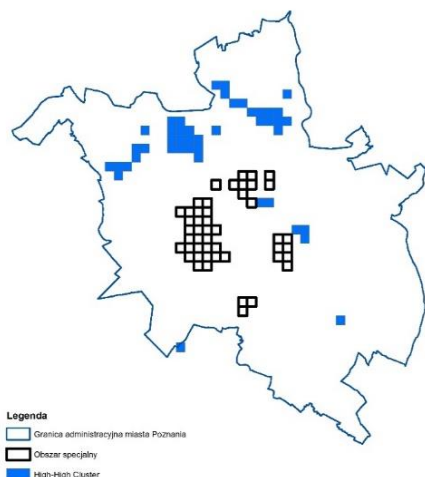 Legenda
Granica administracyjna miasta Poznania
Obszar specjalny
High-High Cluster